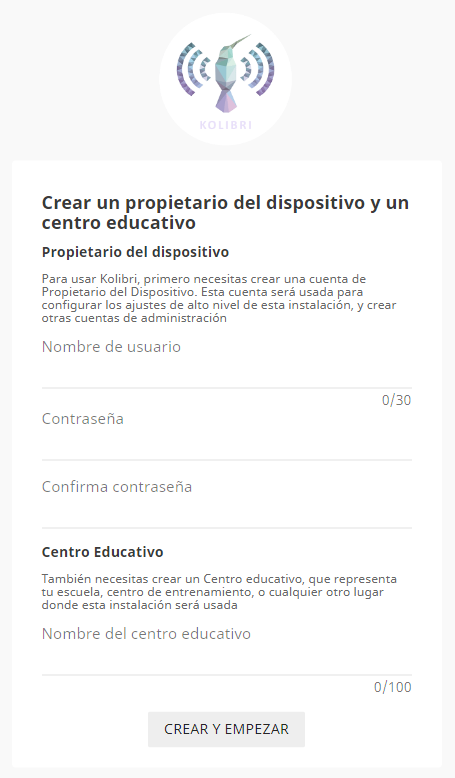 KOLIBRI
Crear un propietario del dispositivo y un
centro educativo
Propietario del dispositivo
Para usar Kolibri, primero necesitas crear una cuenta de
Propietario del Dispositivo. Esta cuenta será usada para
configurar los ajustes de alto nivel de esta instalación, y crear
otras cuentas de administración
Nombre de usuario
0/30
Contraseña
Confirma contraseña
Centro Educativo
También necesitas crear un Centro educativo, que representa
tu escuela, centro de entrenamiento, o cualquier otro lugar
donde esta instalación será usada
Nombre del centro educativo
0/100
CREAR Y EMPEZAR